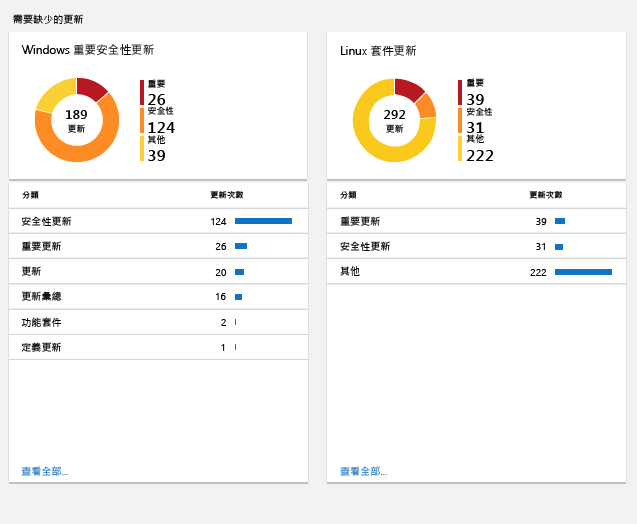 需要缺少的更新
Windows 重要安全性更新
189
更新
重要
26
安全性
124
其他
39
分類 更新次數
安全性更新 124
重要更新 26
更新 20
更新彙總 16
功能套件 2
定義更新 1
查看全部...
Linux 套件更新
292
更新
重要
39
安全性
31
其他
222
分類 更新次數
重要更新 39
安全性更新 31
其他 222
查看全部...